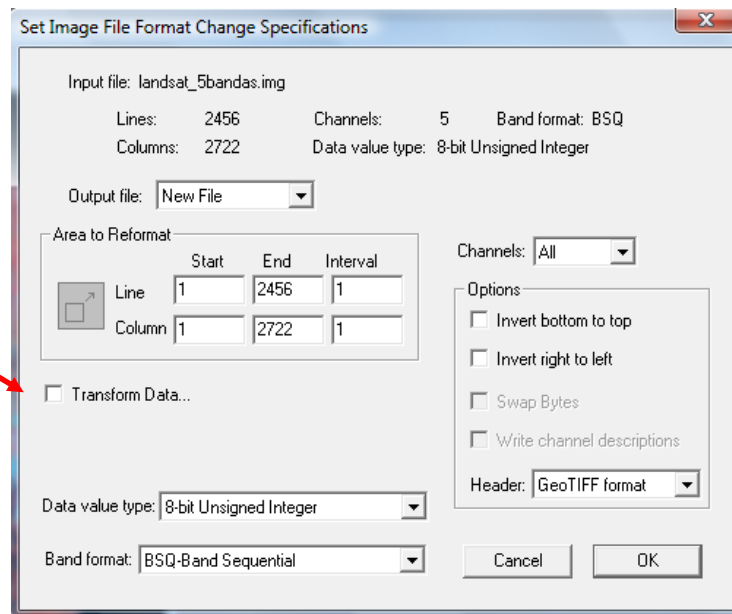 Set Image File Format Change Specifications
Input file: landsat_5bandas.img
Lines: 2456 Channels: 5 Band format: BSQ
Columns: 2722 Data value type: 8-bit Unsigned Integer
Output file: New File
Area to Reformat
Start End Interval
Line 1 2456 1
Column 1 2722 1
Channels: All
Options
Invert bottom to top
Invert right to left
Swap Bytes
Write channel descriptions
Header: GeoTIFF format
Transform Data...
Data value type: 8-bit Unsigned Integer
Band format: BSQ-Band Sequential
Cancel OK